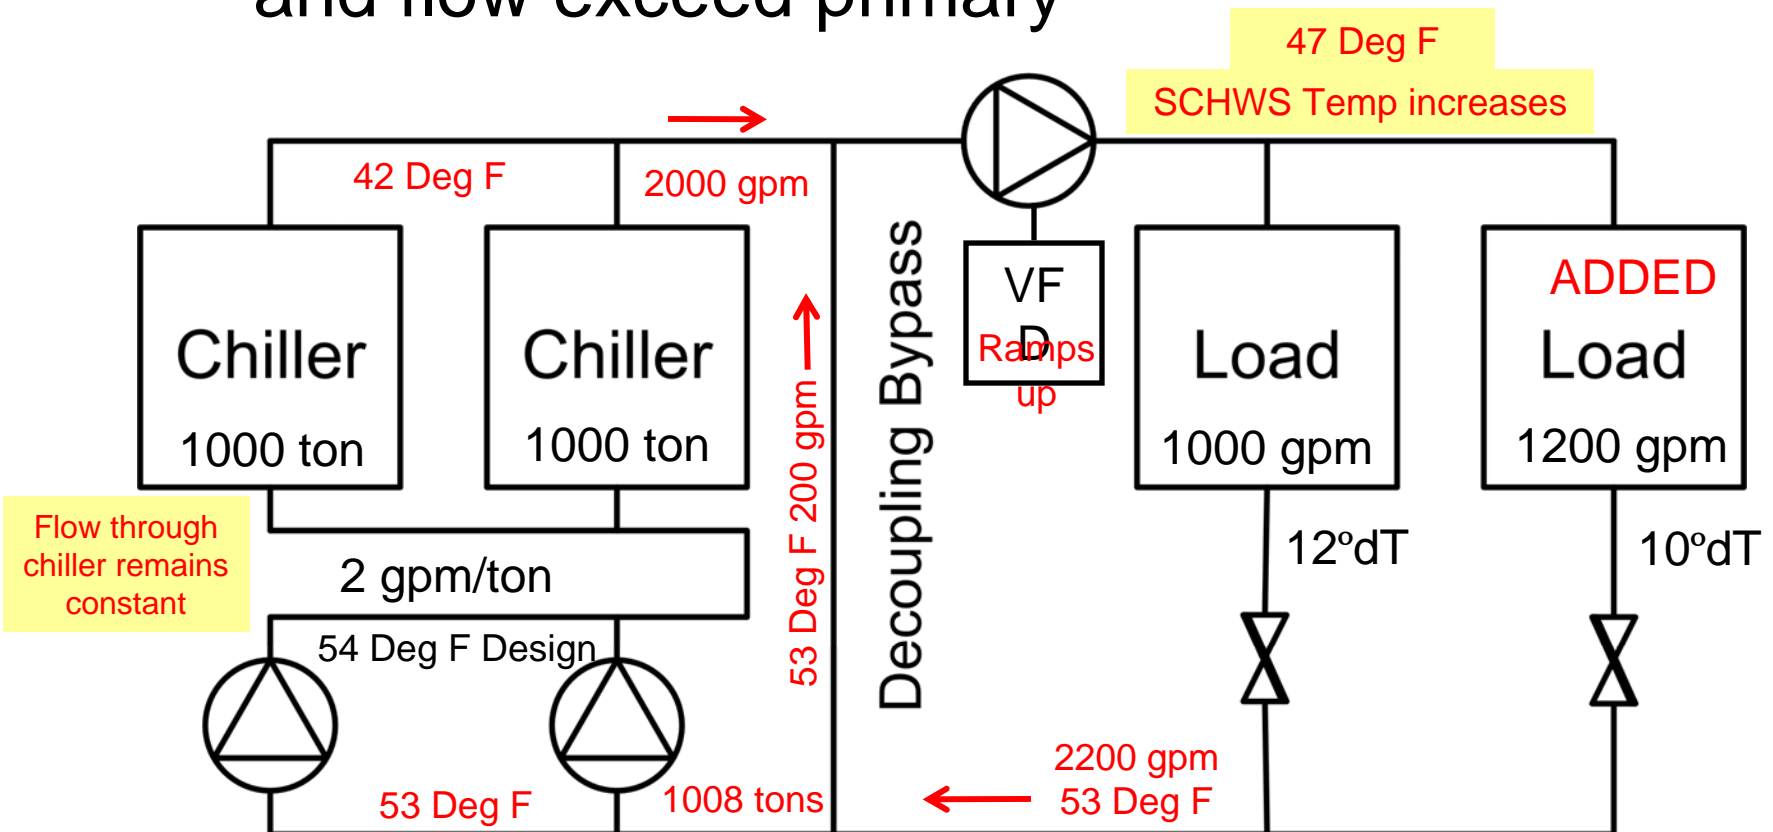 and flow exceed primary
47 Deg F
SCHWS Temp increases
42 Deg F
2000 gpm
Chiller
1000 ton
Chiller
1000 ton
53 Deg F 200 gpm
Decoupling Bypass
VF
D
Ramps
up
Load
1000 gpm
ADDED
Load
1200 gpm
Flow through
chiller remains
constant
2 gpm/ton
12ºdT
10ºdT
54 Deg F Design
53 Deg F
1008 tons
2200 gpm
53 Deg F